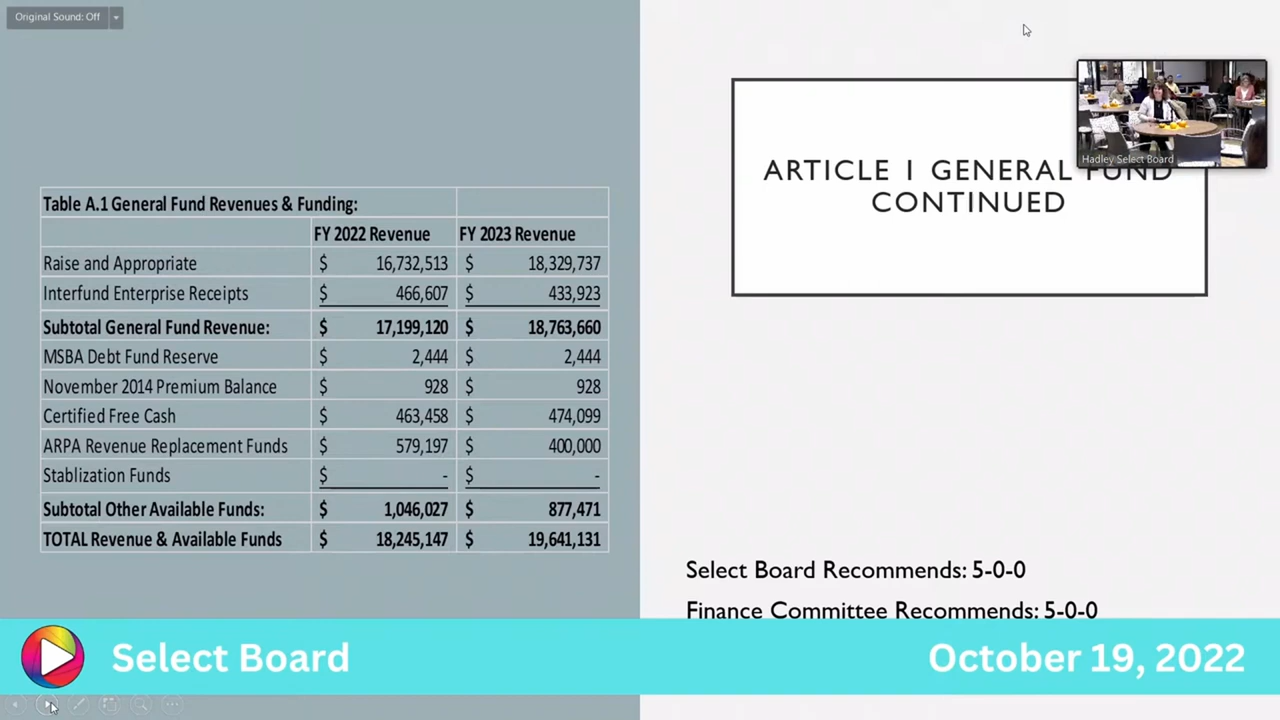 Original Sound: Off
Table A.1 General Fund Revenues & Funding:
FY 2022 Revenue FY 2023 Revenue
Raise and Appropriate $ 16,732,513 $ 18,329,737
Interfund Enterprise Receipts $ 466,607 $ 433,923
Subtotal General Fund Revenue: $ 17,199,120 $ 18,763,660
MSBA Debt Fund Reserve $ 2,444 $ 2,444
November 2014 Premium Balance $ 928 $ 928
Certified Free Cash $ 463,458 $ 474,099
ARPA Revenue Replacement Funds $ 579,197 $ 400,000
Stablization Funds $ - $ -
Subtotal Other Available Funds: $ 1,046,027 $ 877,471
TOTAL Revenue & Available Funds $ 18,245,147 $ 19,641,131
ARTICLE I GENERAL FUND
CONTINUED
Hadley Select Board
Select Board Recommends: 5-0-0
Finance Committee Recommends: 5-0-0
Select Board
October 19, 2022